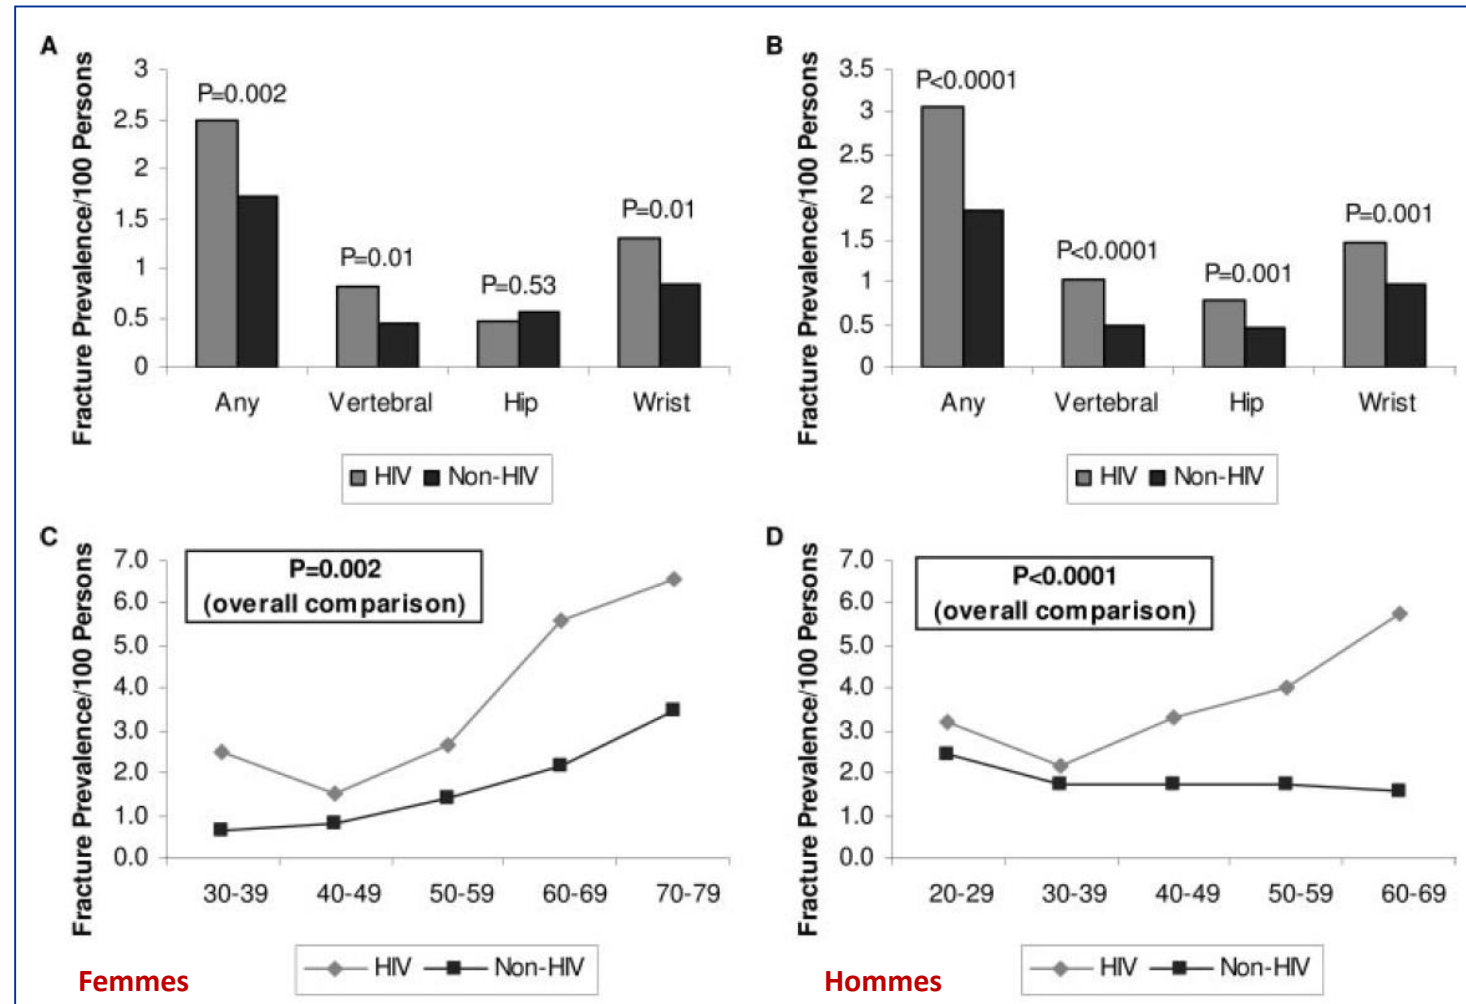 A
Fracture Prevalence/100 Persons
3
2.5
2
1.5
1
0.5
0
P=0.002
P=0.01
P=0.53
P=0.01
Any Vertebral Hip Wrist
HIV Non-HIV
B
Fracture Prevalence/100 Persons
3.5
3
2.5
2
1.5
1
0.5
0
P<0.0001
P<0.0001
P=0.001
P=0.001
Any Vertebral Hip Wrist
HIV Non-HIV
C
Fracture Prevalence/100 Persons
7.0
6.0
5.0
4.0
3.0
2.0
1.0
0.0
P=0.002
(overall comparison)
30-39 40-49 50-59 60-69 70-79
HIV Non-HIV
Femmes
D
Fracture Prevalence/100 Persons
7.0
6.0
5.0
4.0
3.0
2.0
1.0
0.0
P<0.0001
(overall comparison)
20-29 30-39 40-49 50-59 60-69
HIV Non-HIV
Hommes